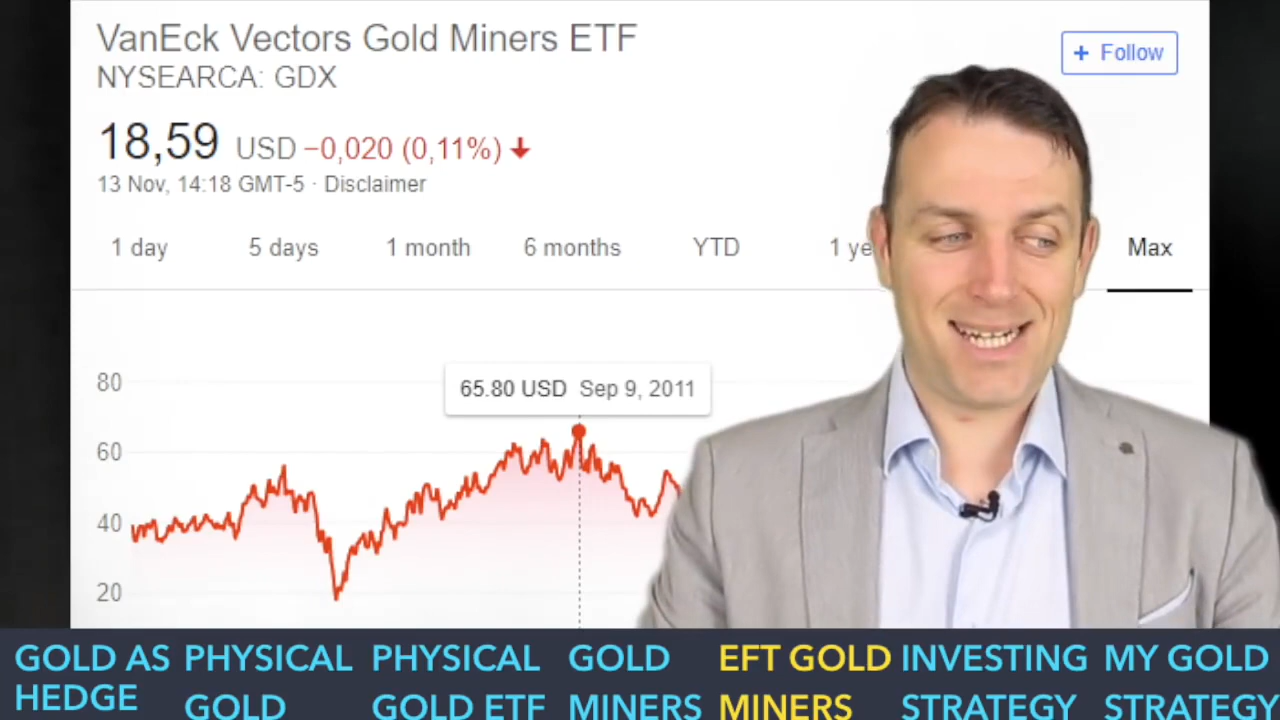 VanEck Vectors Gold Miners ETF
+ Follow
NYSEARCA: GDX
18,59 USD −0,020 (0,11%)
13 Nov, 14:18 GMT-5 · Disclaimer
1 day 5 days 1 month 6 months YTD 1 ye Max
80
65.80 USD Sep 9, 2011
60
40
20
GOLD AS HEDGE
PHYSICAL GOLD
PHYSICAL GOLD ETF
GOLD MINERS
EFT GOLD MINERS
INVESTING STRATEGY
MY GOLD STRATEGY